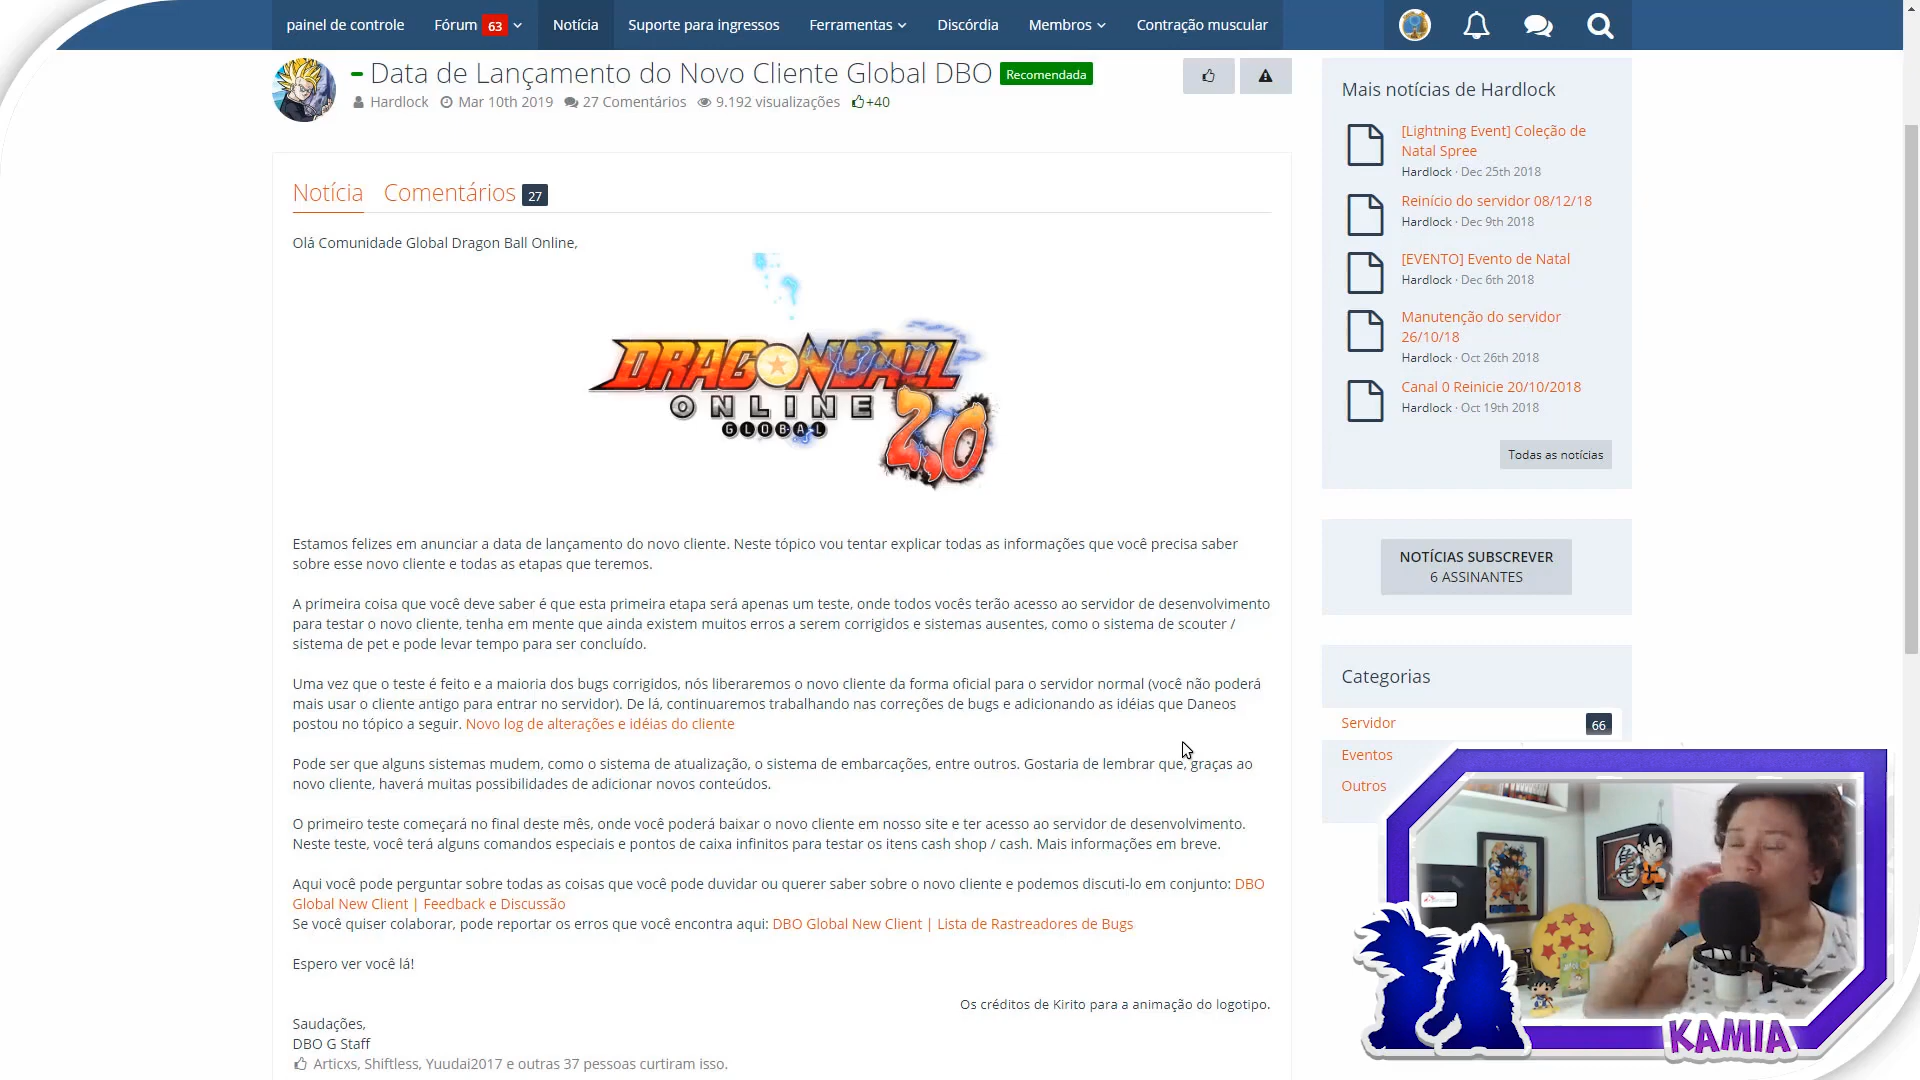 painel de controle
Fórum 63
Notícia
Suporte para ingressos
Ferramentas
Discórdia
Membros
Contração muscular
Data de Lançamento do Novo Cliente Global DBO Recomendada
Hardlock Mar 10th 2019 27 Comentários 9.192 visualizações +40
Notícia Comentários 27
Olá Comunidade Global Dragon Ball Online,
DRAGONBALL
ONLINE
GLOBAL
2.0
Estamos felizes em anunciar a data de lançamento do novo cliente. Neste tópico vou tentar explicar todas as informações que você precisa saber
sobre esse novo cliente e todas as etapas que teremos.
A primeira coisa que você deve saber é que esta primeira etapa será apenas um teste, onde todos vocês terão acesso ao servidor de desenvolvimento
para testar o novo cliente, tenha em mente que ainda existem muitos erros a serem corrigidos e sistemas ausentes, como o sistema de scouter /
sistema de pet e pode levar tempo para ser concluído.
Uma vez que o teste é feito e a maioria dos bugs corrigidos, nós liberaremos o novo cliente da forma oficial para o servidor normal (você não poderá
mais usar o cliente antigo para entrar no servidor). De lá, continuaremos trabalhando nas correções de bugs e adicionando as idéias que Daneos
postou no tópico a seguir. Novo log de alterações e idéias do cliente
Pode ser que alguns sistemas mudem, como o sistema de atualização, o sistema de embarcações, entre outros. Gostaria de lembrar que, graças ao
novo cliente, haverá muitas possibilidades de adicionar novos conteúdos.
O primeiro teste começará no final deste mês, onde você poderá baixar o novo cliente em nosso site e ter acesso ao servidor de desenvolvimento.
Neste teste, você terá alguns comandos especiais e pontos de caixa infinitos para testar os itens cash shop / cash. Mais informações em breve.
Aqui você pode perguntar sobre todas as coisas que você pode duvidar ou querer saber sobre o novo cliente e podemos discuti-lo em conjunto: DBO
Global New Client | Feedback e Discussão
Se você quiser colaborar, pode reportar os erros que você encontra aqui: DBO Global New Client | Lista de Rastreadores de Bugs
Espero ver você lá!
Os créditos de Kirito para a animação do logotipo.
Saudações,
DBO G Staff
Articxs, Shiftless, Yuudai2017 e outras 37 pessoas curtiram isso.
Mais notícias de Hardlock
[Lightning Event] Coleção de
Natal Spree
Hardlock · Dec 25th 2018
Reinício do servidor 08/12/18
Hardlock · Dec 9th 2018
[EVENTO] Evento de Natal
Hardlock · Dec 6th 2018
Manutenção do servidor
26/10/18
Hardlock · Oct 26th 2018
Canal 0 Reinicie 20/10/2018
Hardlock · Oct 19th 2018
Todas as notícias
NOTÍCIAS SUBSCREVER
6 ASSINANTES
Categorias
Servidor 66
Eventos
Outros
KAMIA